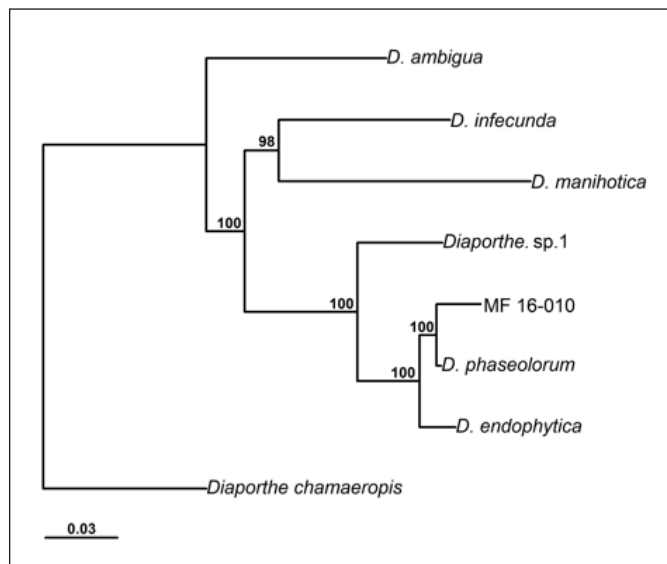 D. ambigua
D. infecunda
98
D. manihotica
100
Diaporthe. sp.1
100
MF 16-010
100
D. phaseolorum
100
D. endophytica
Diaporthe chamaeropis
0.03